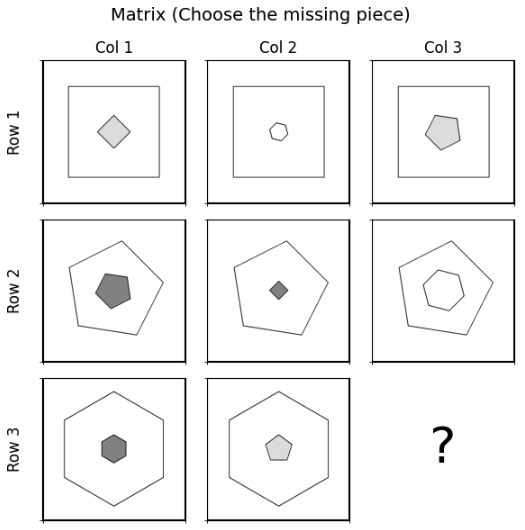 Matrix (Choose the missing piece)
Col 1 Col 2 Col 3
Row 1
Row 2
Row 3
?